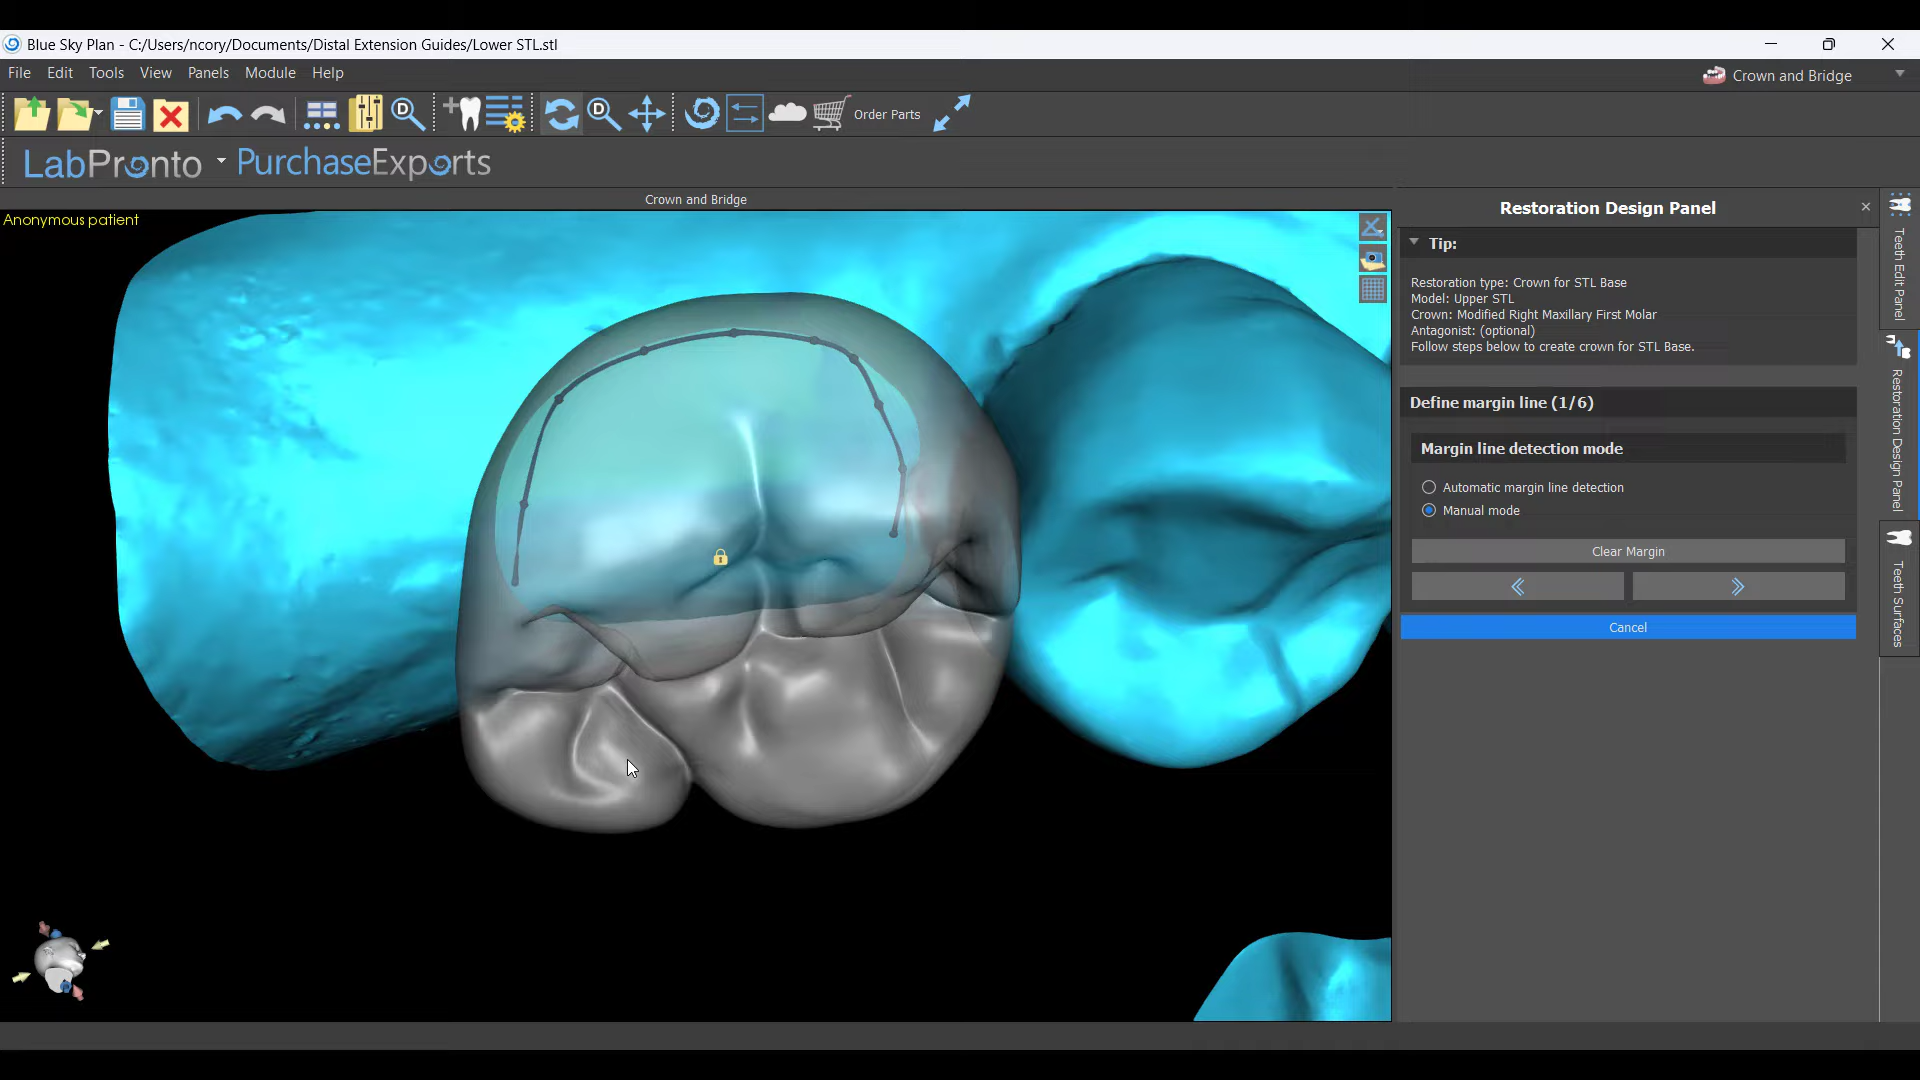 Blue Sky Plan - C:/Users/ncory/Documents/Distal Extension Guides/Lower STL.stl
File Edit Tools View Panels Module Help
Crown and Bridge
Order Parts
LabPronto PurchaseExports
Crown and Bridge
Anonymous patient
Restoration Design Panel
Tip:
Restoration type: Crown for STL Base
Model: Upper STL
Crown: Modified Right Maxillary First Molar
Antagonist: (optional)
Follow steps below to create crown for STL Base.
Define margin line (1/6)
Margin line detection mode
Automatic margin line detection
Manual mode
Clear Margin
Cancel
Teeth Edit Panel
Restoration Design Panel
Teeth Surfaces